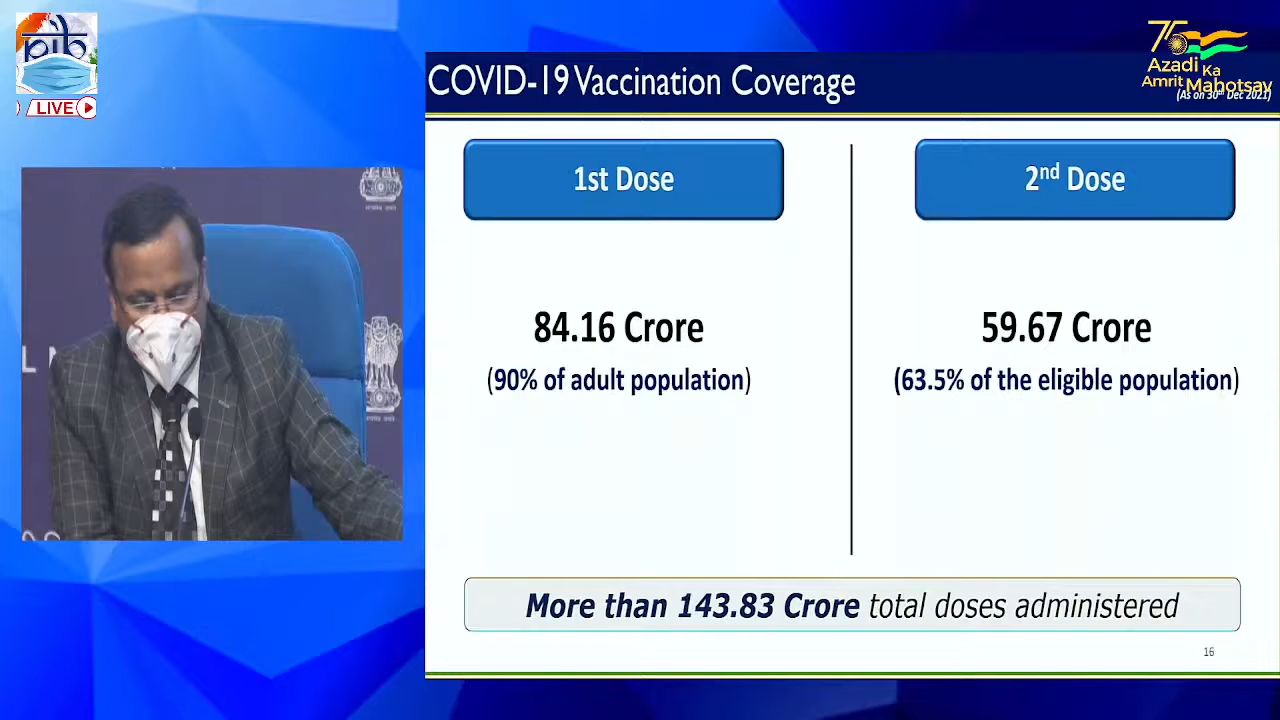 pib
LIVE
COVID-19 Vaccination Coverage
75
Azadi Ka
Amrit Mahotsav
(As on 30th Dec 2021)
1st Dose
84.16 Crore
(90% of adult population)
2nd Dose
59.67 Crore
(63.5% of the eligible population)
More than 143.83 Crore total doses administered
16